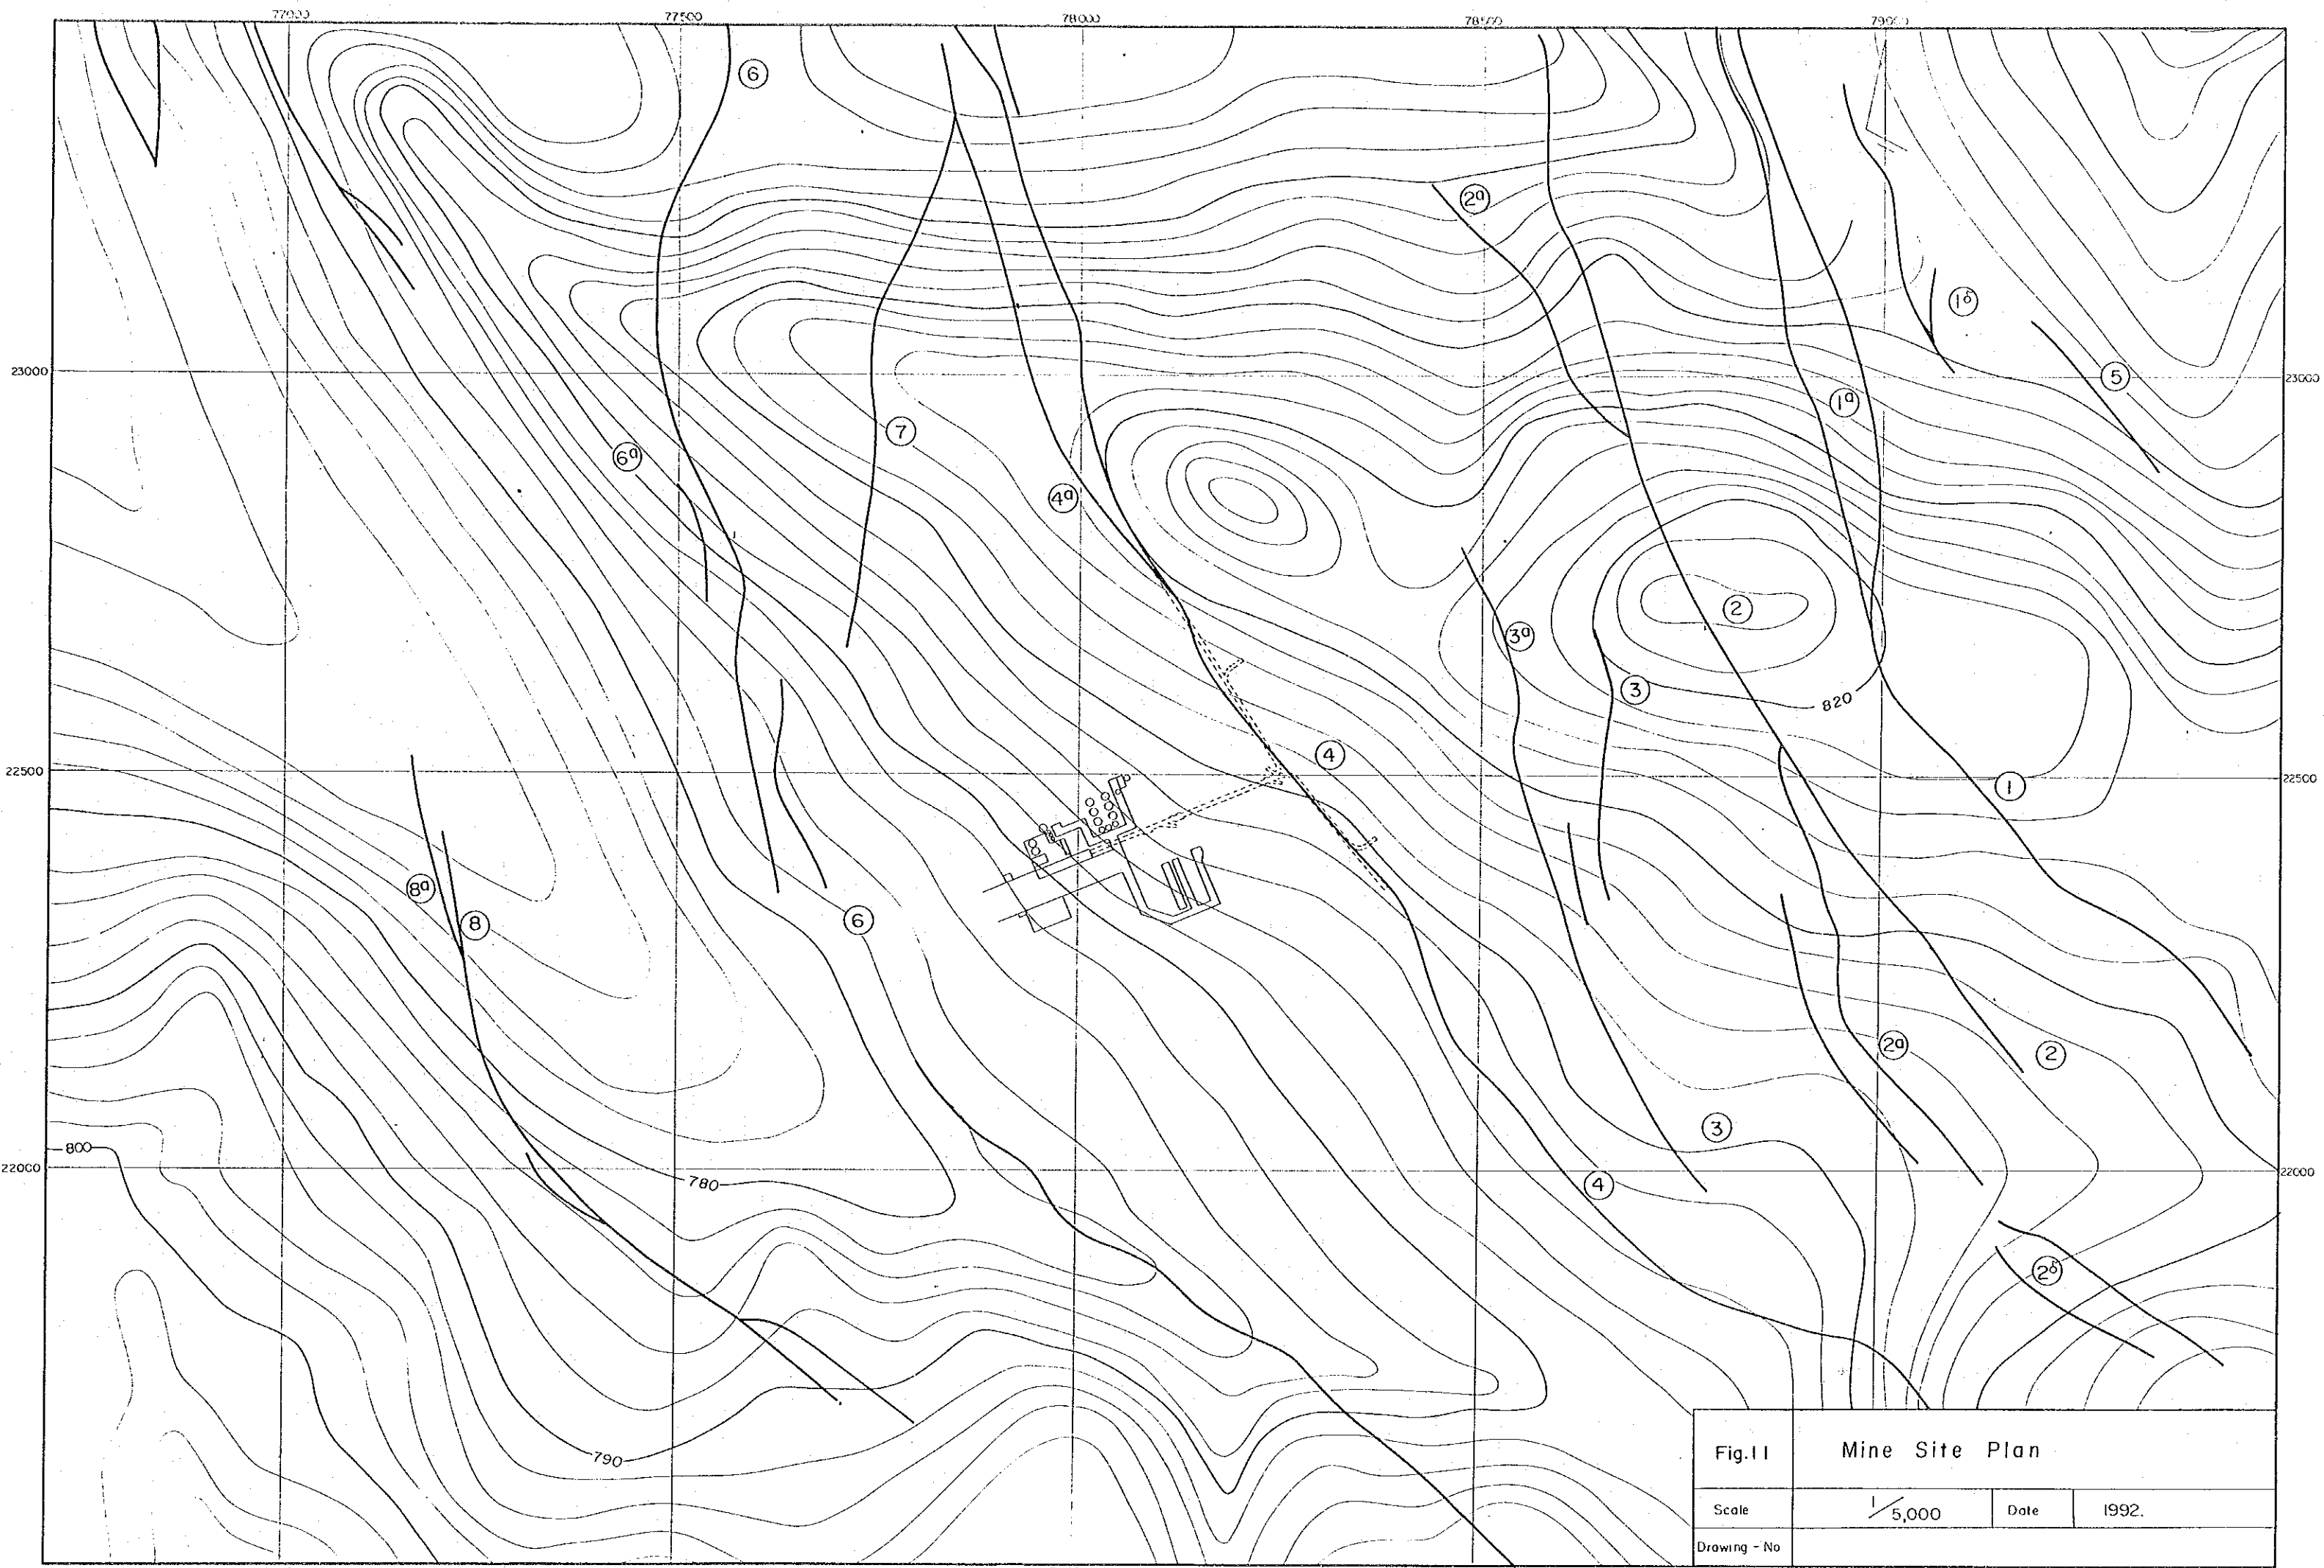 77000 77500 78000 78500 79000
6
2a
1б
23000 5 23000
1a
7
6a
4a
2
3a
3
820
4
22500 1 22500
8a
8 6
2a 2
3
800
22000 22000
780 4
2б
790
Fig.11 Mine Site Plan
Scale 1/5,000 Date 1992.
Drawing - No